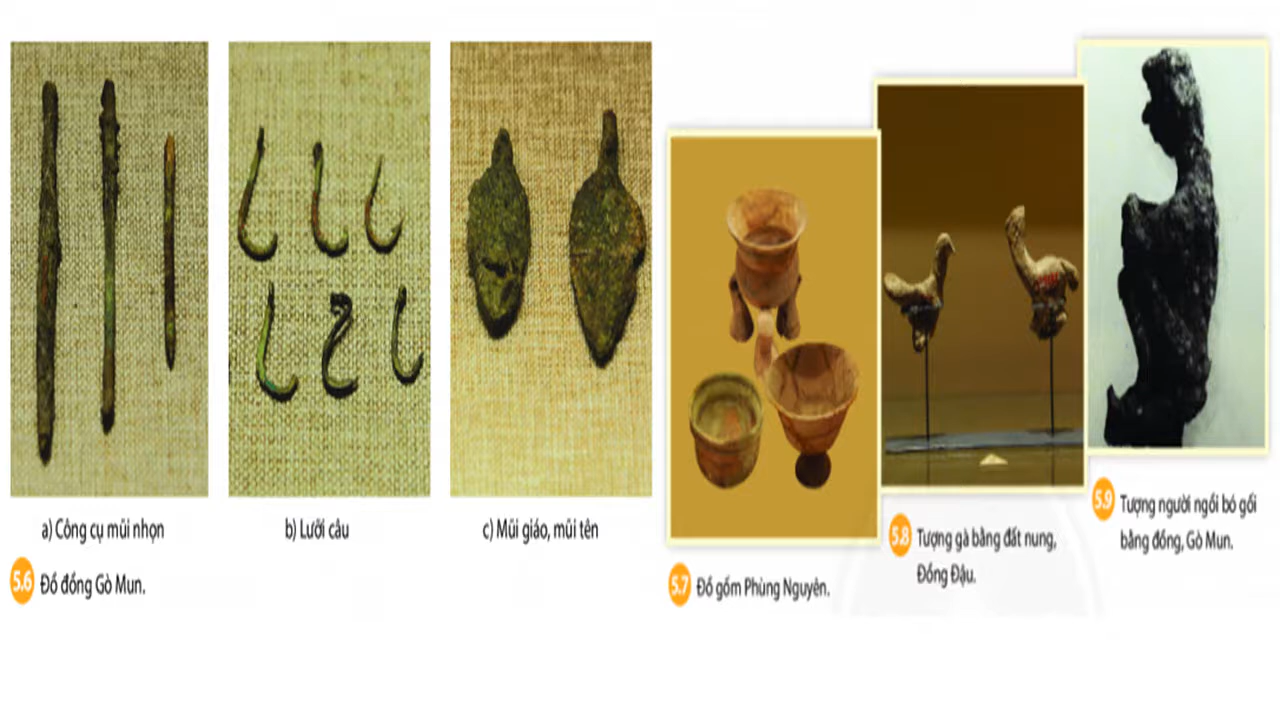 a) Công cụ mũi nhọn
b) Lưỡi câu
c) Mũi giáo, mũi tên
5.6 Đồ đồng Gò Mun.
5.7 Đồ gốm Phùng Nguyên.
5.8 Tượng gà bằng đất nung,
Đồng Đậu.
5.9 Tượng người ngồi bó gối
bằng đồng, Gò Mun.